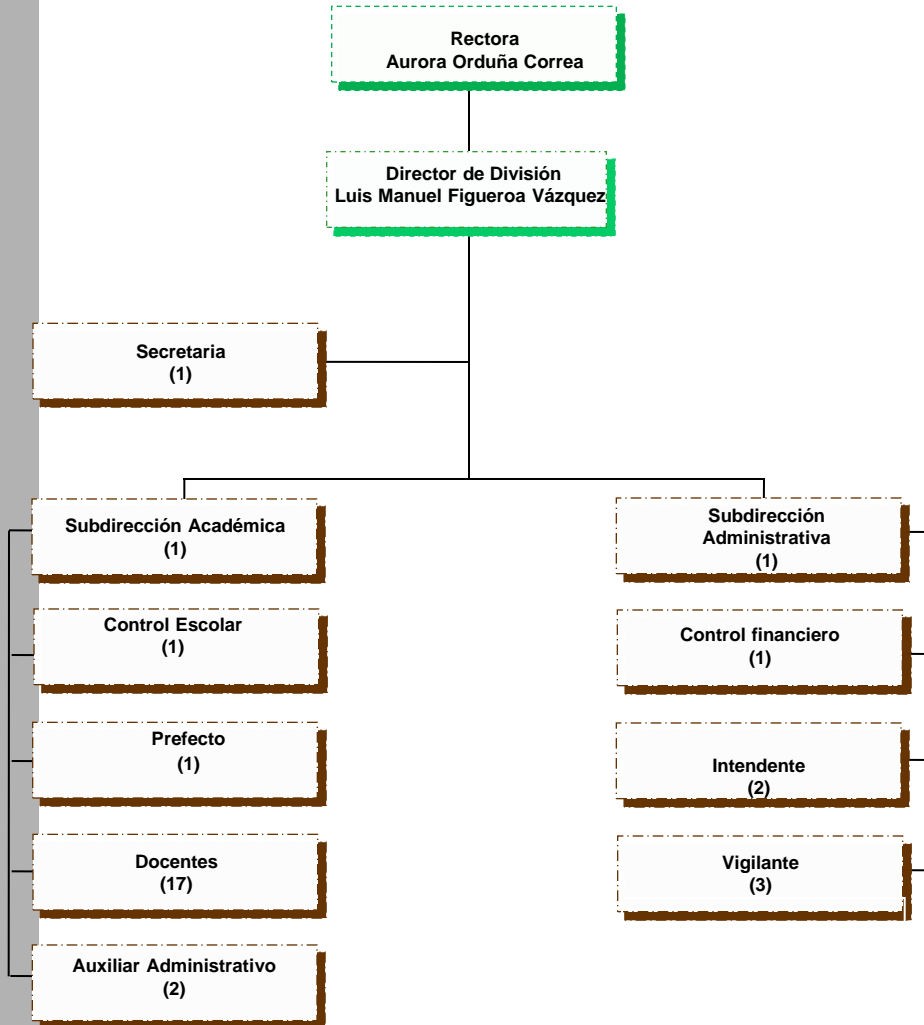 Rectora
Aurora Orduña Correa
Director de División
Luis Manuel Figueroa Vázquez
Secretaria
(1)
Subdirección Académica
(1)
Control Escolar
(1)
Prefecto
(1)
Docentes
(17)
Auxiliar Administrativo
(2)
Subdirección
Administrativa
(1)
Control financiero
(1)
Intendente
(2)
Vigilante
(3)